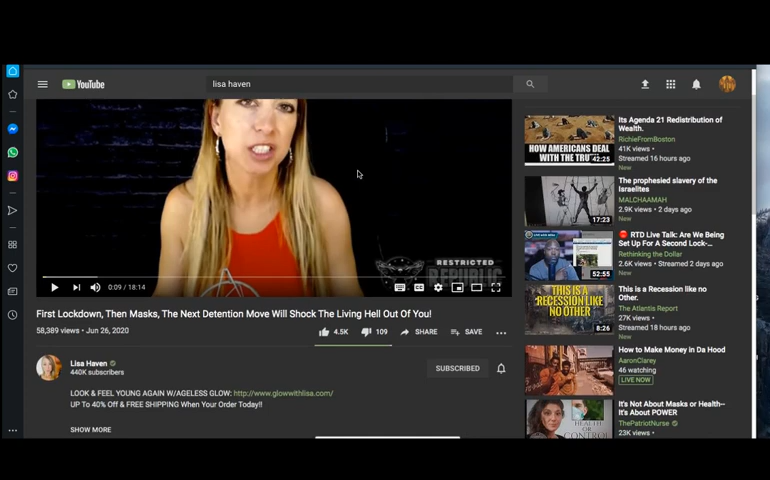 YouTube
lisa haven
RESTRICTED
REPUBLIC
0:09 / 18:14
First Lockdown, Then Masks, The Next Detention Move Will Shock The Living Hell Out Of You!
58,389 views • Jun 26, 2020
4.5K
109
SHARE
SAVE
Lisa Haven
440K subscribers
SUBSCRIBED
LOOK & FEEL YOUNG AGAIN W/AGELESS GLOW: http://www.glowwithlisa.com/
UP To 40% Off & FREE SHIPPING When Your Order Today!!
SHOW MORE
HOW AMERICANS DEAL
WITH THE TRU
42:25
Its Agenda 21 Redistribution of
Wealth.
RichieFromBoston
41K views •
Streamed 16 hours ago
New
17:23
The prophesied slavery of the
Israelites
MALCHAAMAH
2.9K views • 2 days ago
New
52:55
RTD Live Talk: Are We Being
Set Up For A Second Lock-...
Rethinking the Dollar
2.6K views • 6 days ago
New
THIS IS A
RECESSION LIKE
NO OTHER
8:26
This is a Recession like no
Other.
The Atlantis Report
27K views •
Streamed 18 hours ago
New
How to Make Money in Da Hood
AaronClarey
46 watching
LIVE NOW
HEALTH
OR
CONTROL
It's Not About Masks or Health--
It's About POWER
ThePatriotNurse
23K views •